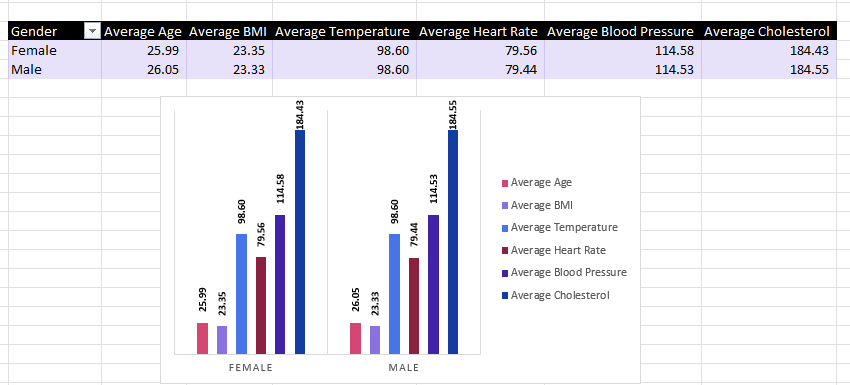 Gender Average Age Average BMI Average Temperature Average Heart Rate Average Blood Pressure Average Cholesterol
Female 25.99 23.35 98.60 79.56 114.58 184.43
Male 26.05 23.33 98.60 79.44 114.53 184.55
25.99 23.35 98.60 79.56 114.58 184.43
26.05 23.33 98.60 79.44 114.53 184.55
FEMALE MALE
Average Age
Average BMI
Average Temperature
Average Heart Rate
Average Blood Pressure
Average Cholesterol